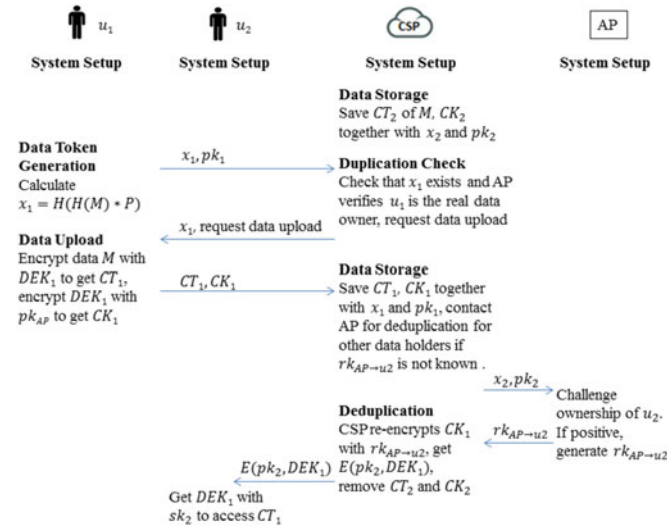 u₁
u₂
CSP
AP
System Setup
System Setup
System Setup
System Setup
Data Storage
Save CT₂ of M, CK₂
together with x₂ and pk₂
Data Token
Generation
Calculate
x₁ = H(H(M) * P)
x₁, pk₁
Duplication Check
Check that x₁ exists and AP
verifies u₁ is the real data
owner, request data upload
x₁, request data upload
Data Upload
Encrypt data M with
DEK₁ to get CT₁,
encrypt DEK₁ with
pk_AP to get CK₁
CT₁, CK₁
Data Storage
Save CT₁, CK₁ together
with x₁ and pk₁, contact
AP for deduplication for
other data holders if
rk_AP→u2 is not known .
x₂, pk₂
Challenge
ownership of u₂.
If positive,
generate rk_AP→u2
rk_AP→u2
Deduplication
CSP re-encrypts CK₁
with rk_AP→u2, get
E(pk₂, DEK₁),
remove CT₂ and CK₂
E(pk₂, DEK₁)
Get DEK₁ with
sk₂ to access CT₁